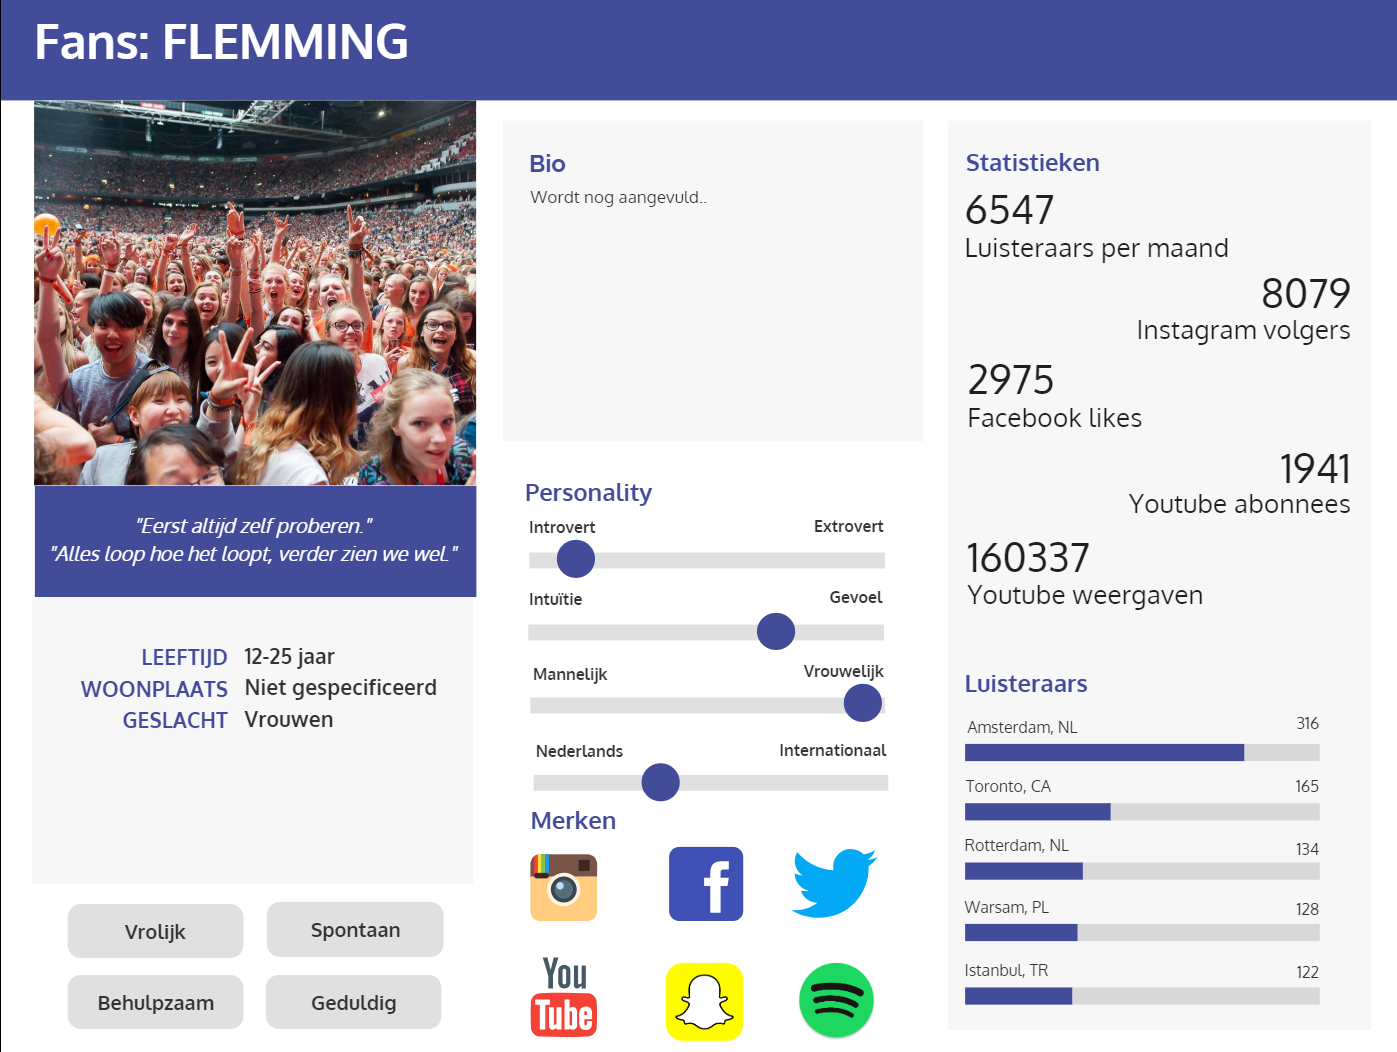 Fans: FLEMMING
"Eerst altijd zelf proberen."
"Alles loop hoe het loopt, verder zien we wel."
LEEFTIJD 12-25 jaar
WOONPLAATS Niet gespecificeerd
GESLACHT Vrouwen
Vrolijk
Spontaan
Behulpzaam
Geduldig
Bio
Wordt nog aangevuld..
Personality
Introvert Extrovert
Intuïtie Gevoel
Mannelijk Vrouwelijk
Nederlands Internationaal
Merken
f
You
Tube
Statistieken
6547
Luisteraars per maand
8079
Instagram volgers
2975
Facebook likes
1941
Youtube abonnees
160337
Youtube weergaven
Luisteraars
Amsterdam, NL 316
Toronto, CA 165
Rotterdam, NL 134
Warsam, PL 128
Istanbul, TR 122